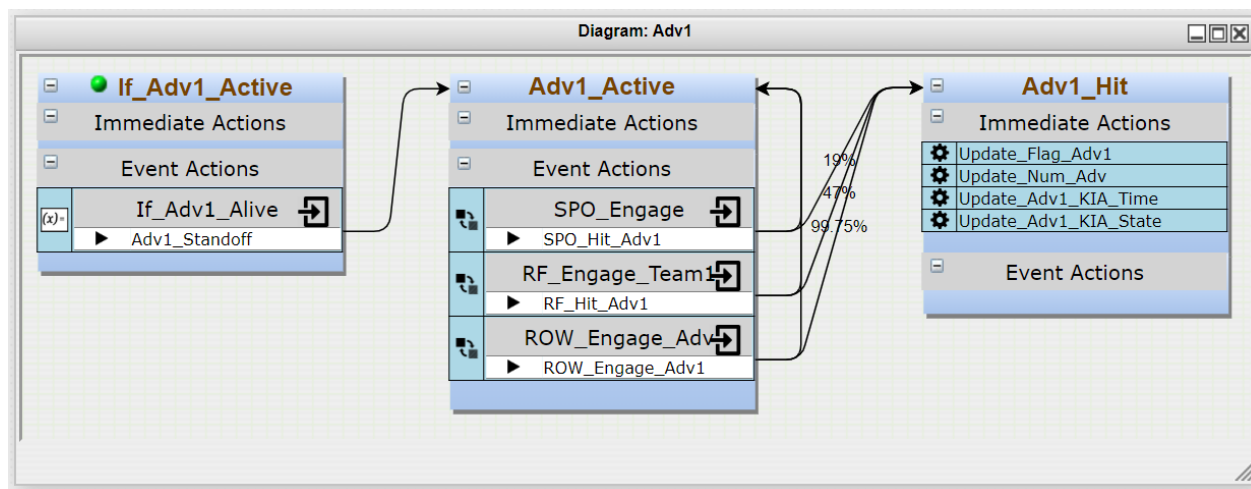 Diagram: Adv1
If_Adv1_Active
Immediate Actions
Event Actions
(x)=
If_Adv1_Alive
Adv1_Standoff
Adv1_Active
Immediate Actions
Event Actions
SPO_Engage
SPO_Hit_Adv1
RF_Engage_Team1
RF_Hit_Adv1
ROW_Engage_Adv
ROW_Engage_Adv1
19%
47%
99.75%
Adv1_Hit
Immediate Actions
Update_Flag_Adv1
Update_Num_Adv
Update_Adv1_KIA_Time
Update_Adv1_KIA_State
Event Actions